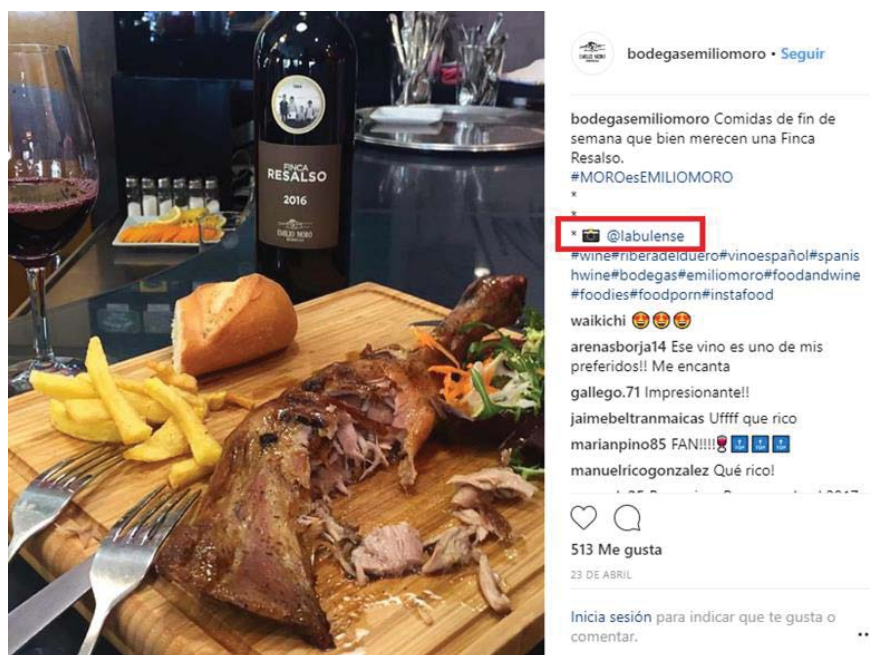 FINCA
RESALSO
2016
EMILIO MORO
EMILIO MORO
bodegasemiliomoro • Seguir
bodegasemiliomoro Comidas de fin de
semana que bien merecen una Finca
Resalso.
#MOROesEMILIOMORO
*
*
* 📷 @labulense
#wine#riberadelduero#vinoespañol#spanis
hwine#bodegas#emiliomoro#foodandwine
#foodies#foodporn#instafood
waikichi 🤩🤩🤩
arenasborja14 Ese vino es uno de mis
preferidos!! Me encanta
gallego.71 Impresionante!!
jaimebeltranmaicas Uffff que rico
marianpino85 FAN!!!!🍷🔝🔝🔝
manuelricogonzalez Qué rico!
513 Me gusta
23 DE ABRIL
Inicia sesión para indicar que te gusta o
comentar.